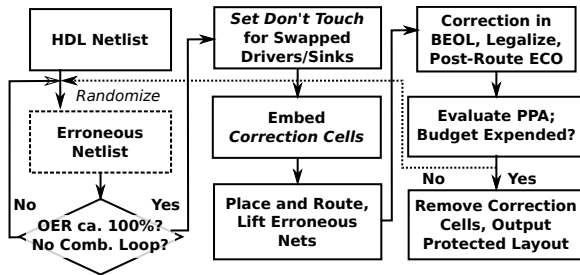 HDL Netlist
Randomize
Erroneous
Netlist
No
Yes
OER ca. 100%?
No Comb. Loop?
Set Don't Touch
for Swapped
Drivers/Sinks
Embed
Correction Cells
Place and Route,
Lift Erroneous
Nets
Correction in
BEOL, Legalize,
Post-Route ECO
Evaluate PPA;
Budget Expended?
No
Yes
Remove Correction
Cells, Output
Protected Layout